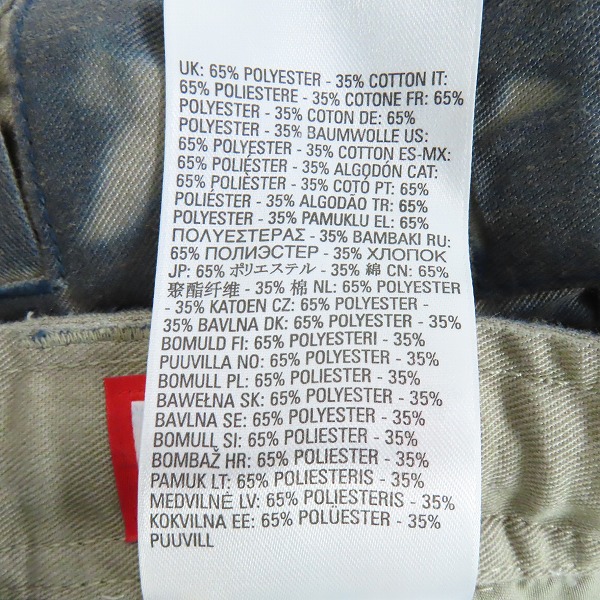 UK: 65% POLYESTER - 35% COTTON IT:
65% POLIESTERE - 35% COTONE FR: 65%
POLYESTER - 35% COTON DE: 65%
POLYESTER - 35% BAUMWOLLE US:
65% POLYESTER - 35% COTTON ES-MX:
65% POLIÉSTER - 35% ALGODÓN CAT:
65% POLIÈSTER - 35% COTÓ PT: 65%
POLIÉSTER - 35% ALGODÃO TR: 65%
POLYESTER - 35% PAMUKLU EL: 65%
ΠΟΛΥΕΣΤΕΡΑΣ - 35% ΒΑΜΒΑΚΙ RU:
65% ПОЛИЭСТЕР - 35% ХЛОПОК
JP: 65% ポリエステル - 35% 綿 CN: 65%
聚酯纤维 - 35% 棉 NL: 65% POLYESTER
- 35% KATOEN CZ: 65% POLYESTER -
35% BAVLNA DK: 65% POLYESTER - 35%
BOMULD FI: 65% POLYESTERI - 35%
PUUVILLA NO: 65% POLYESTER - 35%
BOMULL PL: 65% POLIESTER - 35%
BAWEŁNA SK: 65% POLYESTER - 35%
BAVLNA SE: 65% POLYESTER - 35%
BOMULL SI: 65% POLIESTER - 35%
BOMBAŽ HR: 65% POLIESTER - 35%
PAMUK LT: 65% POLIESTERIS - 35%
MEDVILNĖ LV: 65% POLIESTERIS - 35%
KOKVILNA EE: 65% POLÜESTER - 35%
PUUVILL